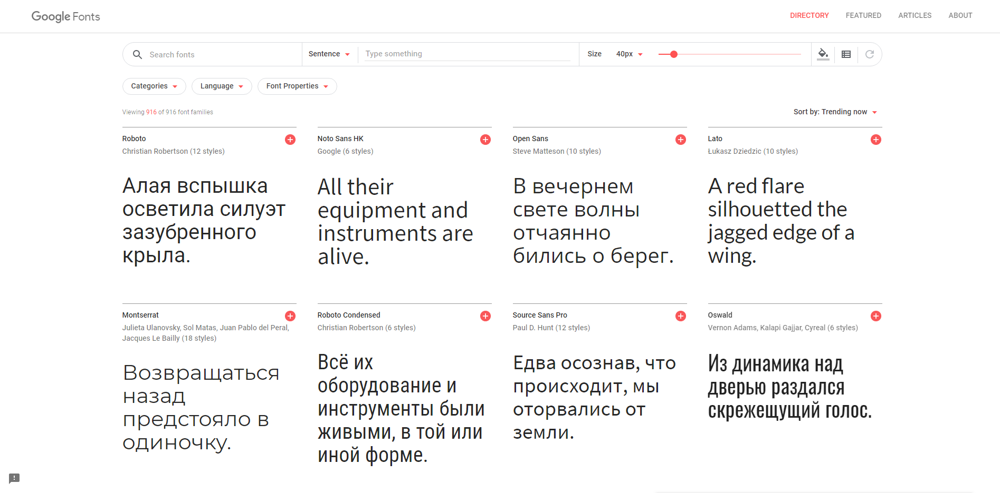 Google Fonts
DIRECTORY
FEATURED
ARTICLES
ABOUT
Search fonts
Sentence
Type something
Size
40px
Categories
Language
Font Properties
Viewing 916 of 916 font families
Sort by: Trending now
Roboto
Christian Robertson (12 styles)
Алая вспышка
осветила силуэт
зазубренного
крыла.
Noto Sans HK
Google (6 styles)
All their
equipment and
instruments are
alive.
Open Sans
Steve Matteson (10 styles)
В вечернем
свете волны
отчаянно
бились о берег.
Lato
Łukasz Dziedzic (10 styles)
A red flare
silhouetted the
jagged edge of a
wing.
Montserrat
Julieta Ulanovsky, Sol Matas, Juan Pablo del Peral,
Jacques Le Bailly (18 styles)
Возвращаться
назад
предстояло в
одиночку.
Roboto Condensed
Christian Robertson (6 styles)
Всё их
оборудование и
инструменты были
живыми, в той или
иной форме.
Source Sans Pro
Paul D. Hunt (12 styles)
Едва осознав, что
происходит, мы
оторвались от
земли.
Oswald
Vernon Adams, Kalapi Gajjar, Cyreal (6 styles)
Из динамика над
дверью раздался
скрежещущий голос.